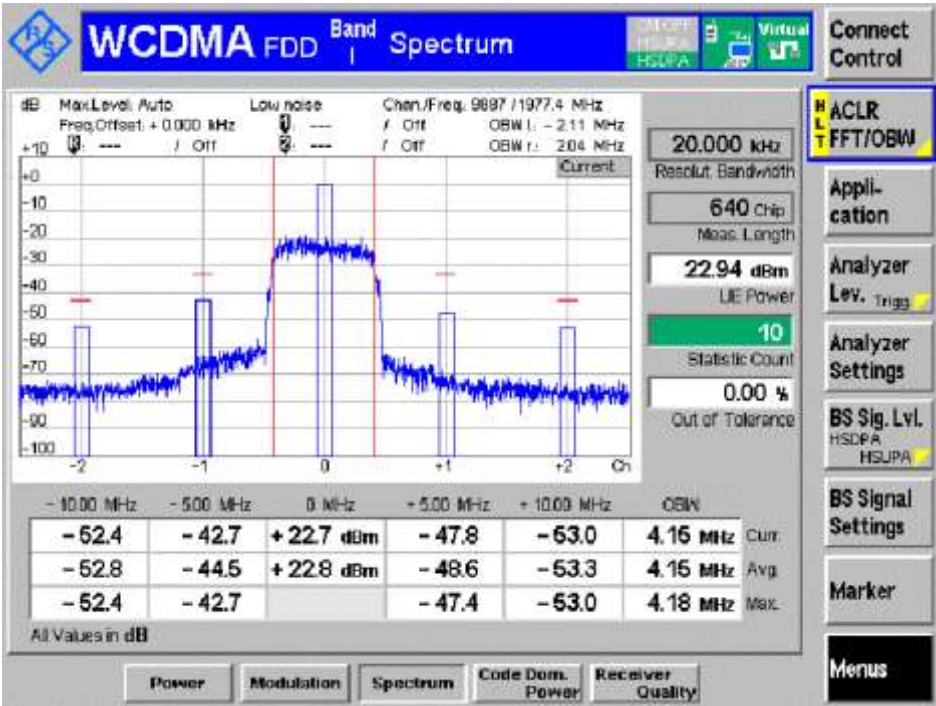 R&S
WCDMA FDD Band I Spectrum
HSDPA
Virtual
Connect Control
dB Max.Level: Auto Low noise Chan./Freq. 9887 / 1977.4 MHz
Freq.Offset: + 0.000 kHz 1: --- / Off OBW l: – 2.11 MHz
R: --- / Off 2: --- / Off OBW r: 2.04 MHz
Current
+10
+0
-10
-20
-30
-40
-50
-60
-70
-90
-100
-2 -1 0 +1 +2 Ch
20.000 kHz
Resolut. Bandwidth
640 Chip
Meas. Length
22.94 dBm
UE Power
10
Statistic Count
0.00 %
Out of Tolerance
– 10.00 MHz – 5.00 MHz 0 MHz + 5.00 MHz + 10.00 MHz OBW
– 52.4 – 42.7 + 22.7 dBm – 47.8 – 53.0 4.15 MHz Curr.
– 52.8 – 44.5 + 22.8 dBm – 48.6 – 53.3 4.15 MHz Avg.
– 52.4 – 42.7 – 47.4 – 53.0 4.18 MHz Max.
All Values in dB
HLT
ACLR
FFT/OBW
Appli-
cation
Analyzer
Lev. Trigg.
Analyzer
Settings
BS Sig. Lvl.
HSDPA
HSUPA
BS Signal
Settings
Marker
Menus
Power Modulation Spectrum Code Dom. Power Receiver Quality